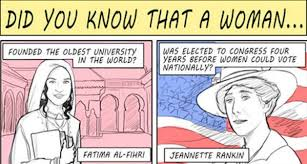 DID YOU KNOW THAT A WOMAN...
FOUNDED THE OLDEST UNIVERSITY
IN THE WORLD?
FATIMA AL-FIHRI
WAS ELECTED TO CONGRESS FOUR
YEARS BEFORE WOMEN COULD VOTE
NATIONALLY?
JEANNETTE RANKIN